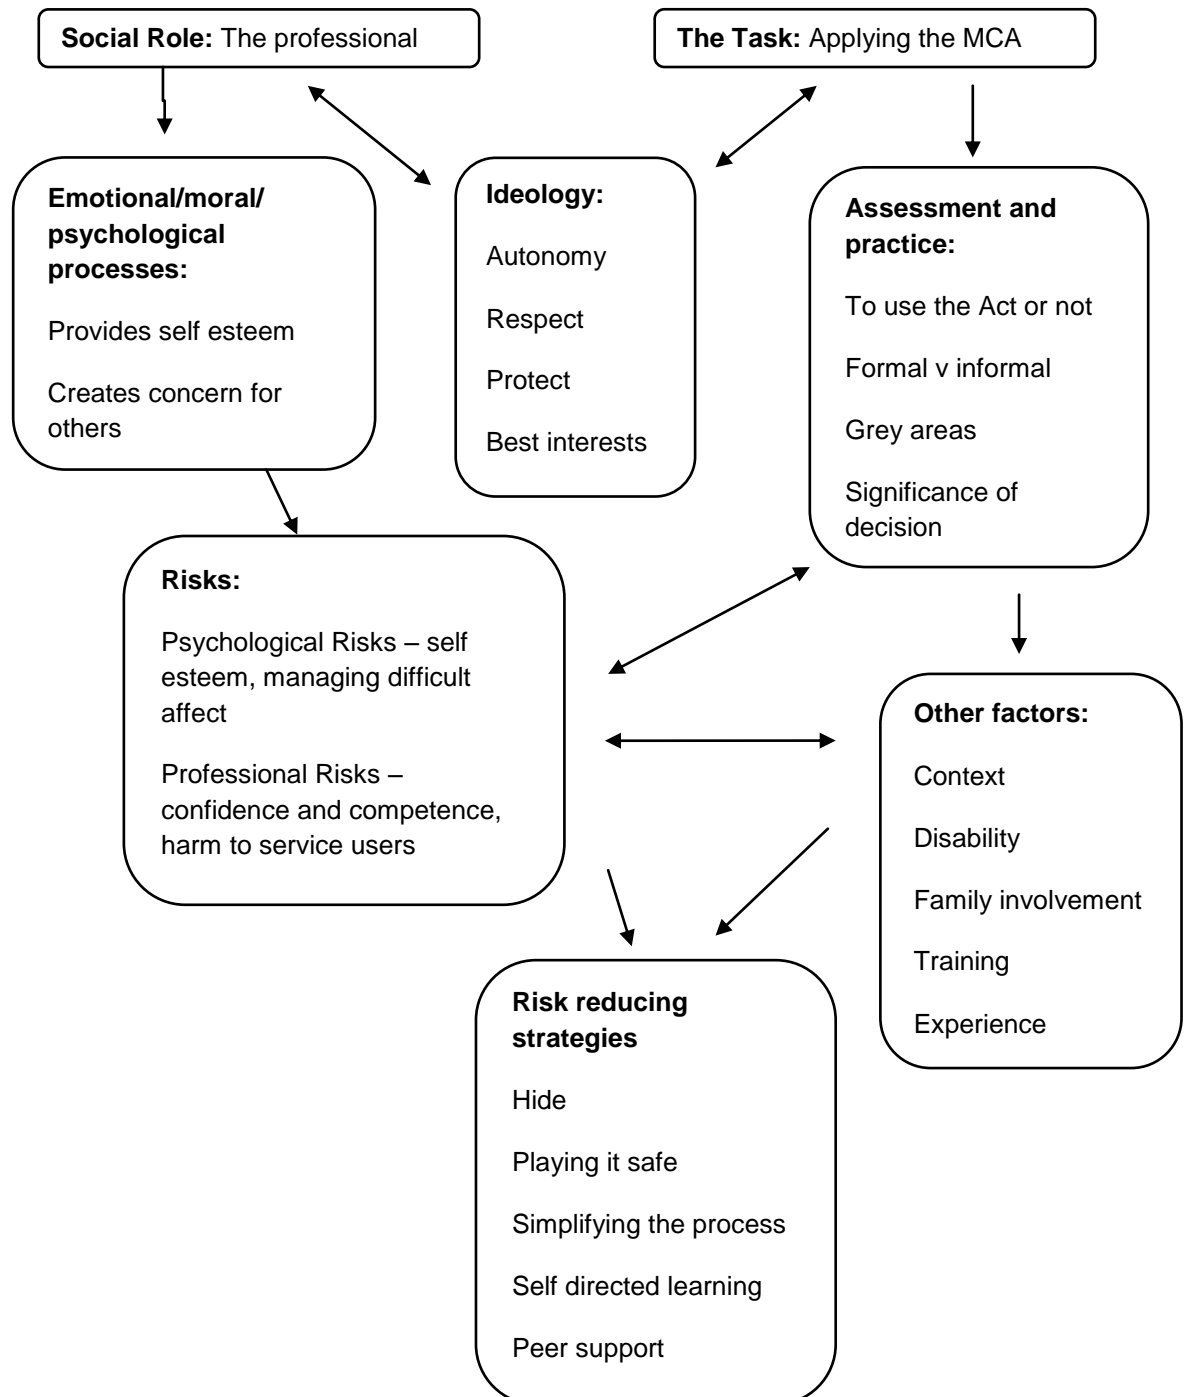 Social Role: The professional
The Task: Applying the MCA
Emotional/moral/
psychological
processes:
Provides self esteem
Creates concern for
others
Ideology:
Autonomy
Respect
Protect
Best interests
Assessment and
practice:
To use the Act or not
Formal v informal
Grey areas
Significance of
decision
Risks:
Psychological Risks – self
esteem, managing difficult
affect
Professional Risks –
confidence and competence,
harm to service users
Other factors:
Context
Disability
Family involvement
Training
Experience
Risk reducing
strategies
Hide
Playing it safe
Simplifying the process
Self directed learning
Peer support